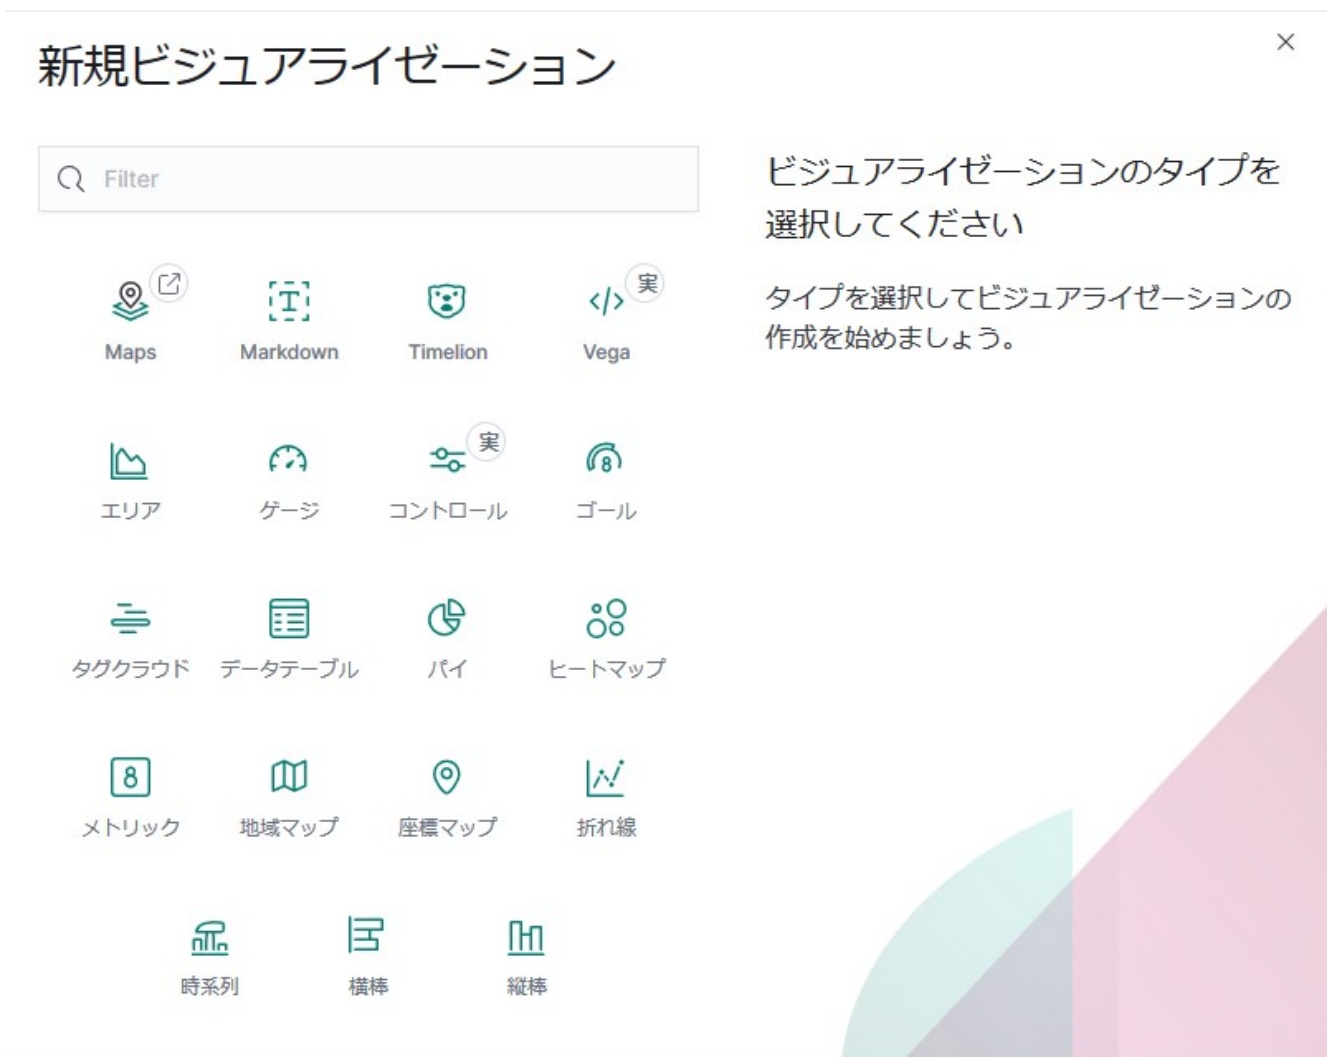 新規ビジュアライゼーション
Filter
Maps
Markdown
Timelion
実
Vega
エリア
ゲージ
実
コントロール
8
ゴール
タグクラウド
データテーブル
パイ
ヒートマップ
8
メトリック
地域マップ
座標マップ
折れ線
時系列
横棒
縦棒
ビジュアライゼーションのタイプを
選択してください
タイプを選択してビジュアライゼーションの
作成を始めましょう。